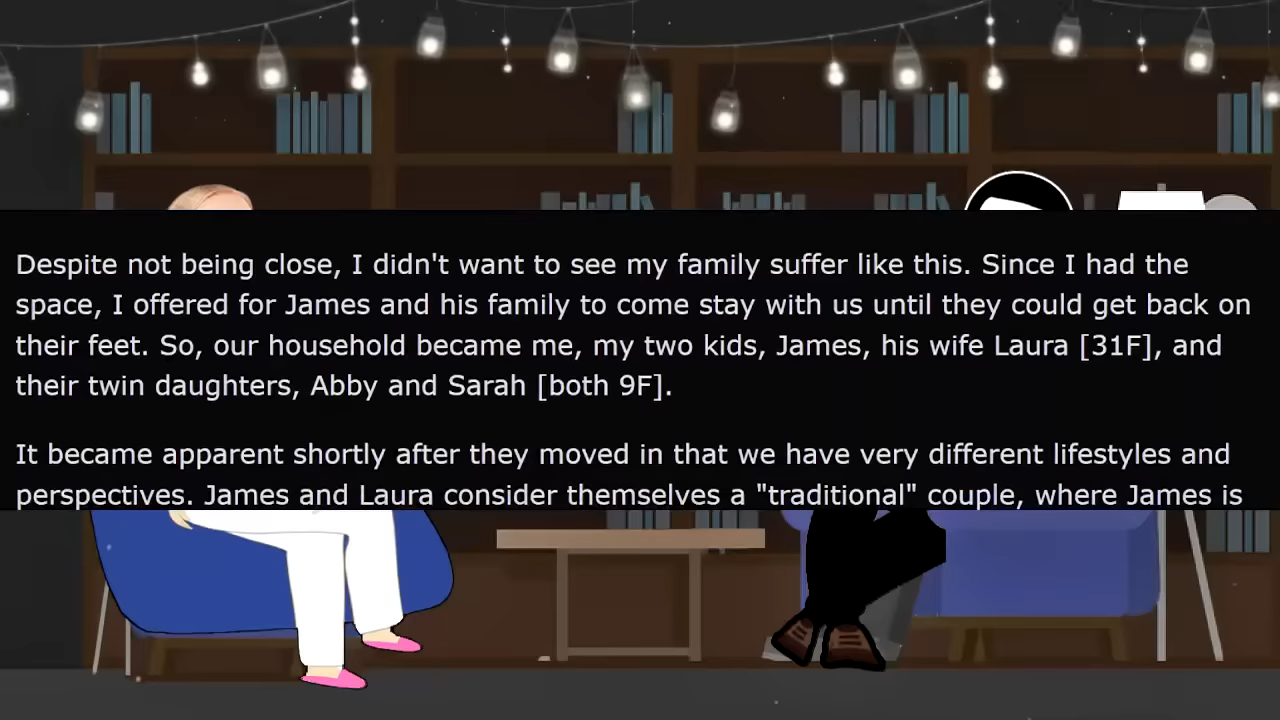 Despite not being close, I didn't want to see my family suffer like this. Since I had the
space, I offered for James and his family to come stay with us until they could get back on
their feet. So, our household became me, my two kids, James, his wife Laura [31F], and
their twin daughters, Abby and Sarah [both 9F].
It became apparent shortly after they moved in that we have very different lifestyles and
perspectives. James and Laura consider themselves a "traditional" couple, where James is